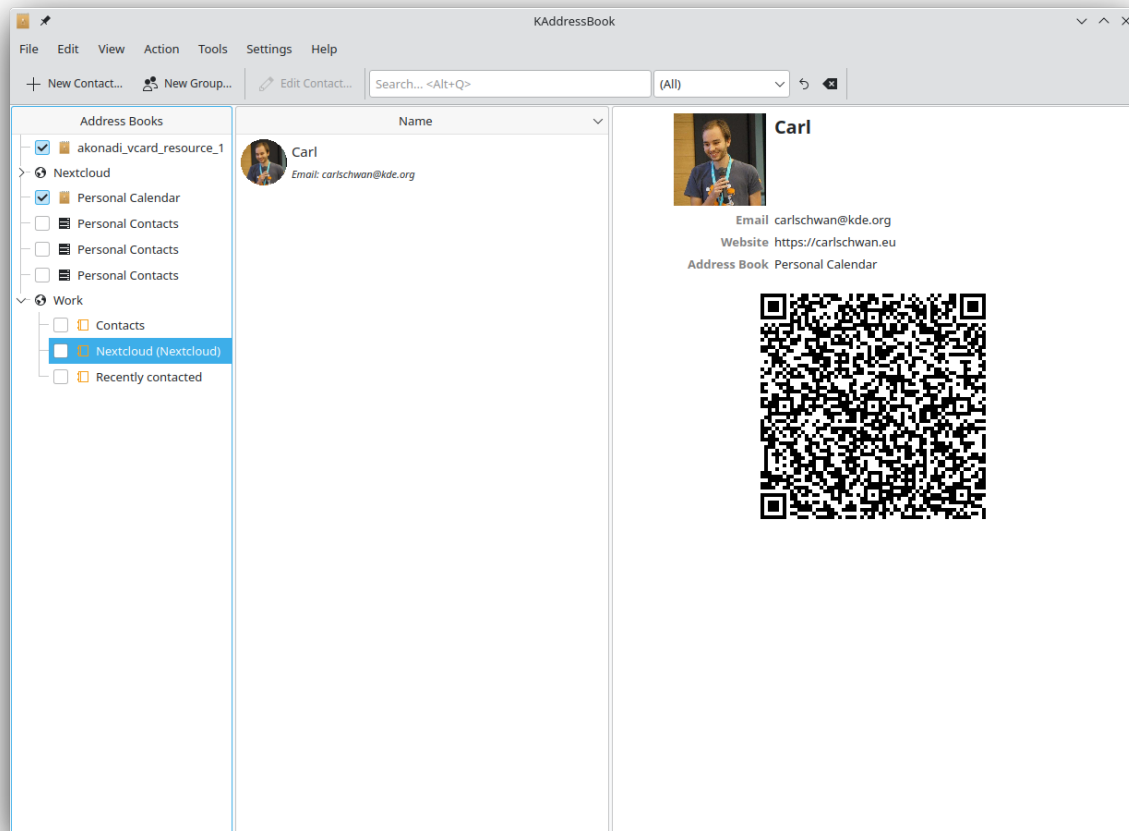 KAddressBook
File Edit View Action Tools Settings Help
New Contact... New Group... Edit Contact... Search... <Alt+Q> (All)
Address Books
akonadi_vcard_resource_1
Nextcloud
Personal Calendar
Personal Contacts
Personal Contacts
Personal Contacts
Work
Contacts
Nextcloud (Nextcloud)
Recently contacted
Name
Carl
Email: carlschwan@kde.org
Carl
Email carlschwan@kde.org
Website https://carlschwan.eu
Address Book Personal Calendar